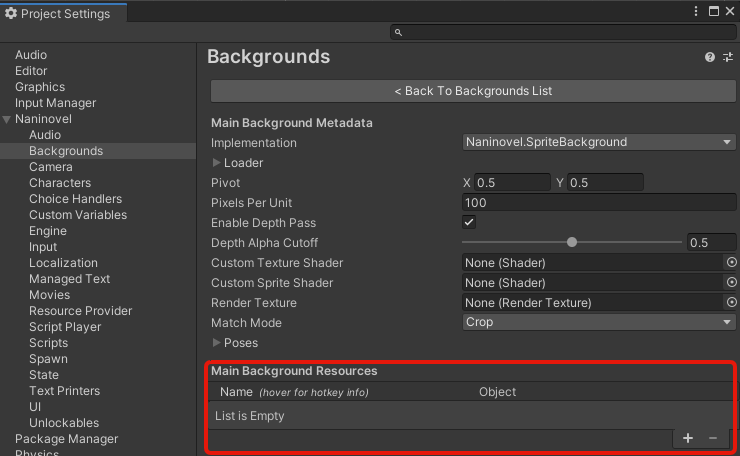 Project Settings
Audio
Editor
Graphics
Input Manager
Naninovel
Audio
Backgrounds
Camera
Characters
Choice Handlers
Custom Variables
Engine
Input
Localization
Managed Text
Movies
Resource Provider
Script Player
Scripts
Spawn
State
Text Printers
UI
Unlockables
Package Manager
Physics
Backgrounds
< Back To Backgrounds List
Main Background Metadata
Implementation Naninovel.SpriteBackground
Loader
Pivot X 0.5 Y 0.5
Pixels Per Unit 100
Enable Depth Pass
Depth Alpha Cutoff 0.5
Custom Texture Shader None (Shader)
Custom Sprite Shader None (Shader)
Render Texture None (Render Texture)
Match Mode Crop
Poses
Main Background Resources
Name (hover for hotkey info) Object
List is Empty
+ −